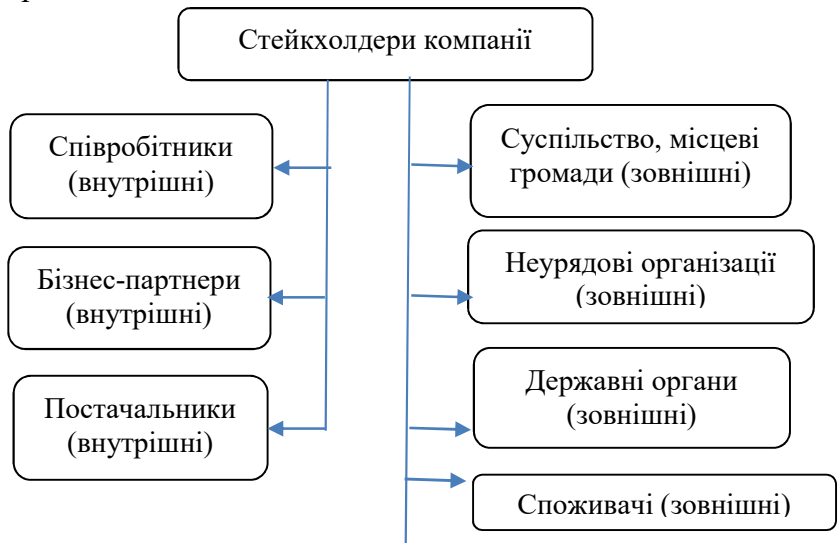 Стейкхолдери компанії
Співробітники
(внутрішні)
Бізнес-партнери
(внутрішні)
Постачальники
(внутрішні)
Суспільство, місцеві
громади (зовнішні)
Неурядові організації
(зовнішні)
Державні органи
(зовнішні)
Споживачі (зовнішні)